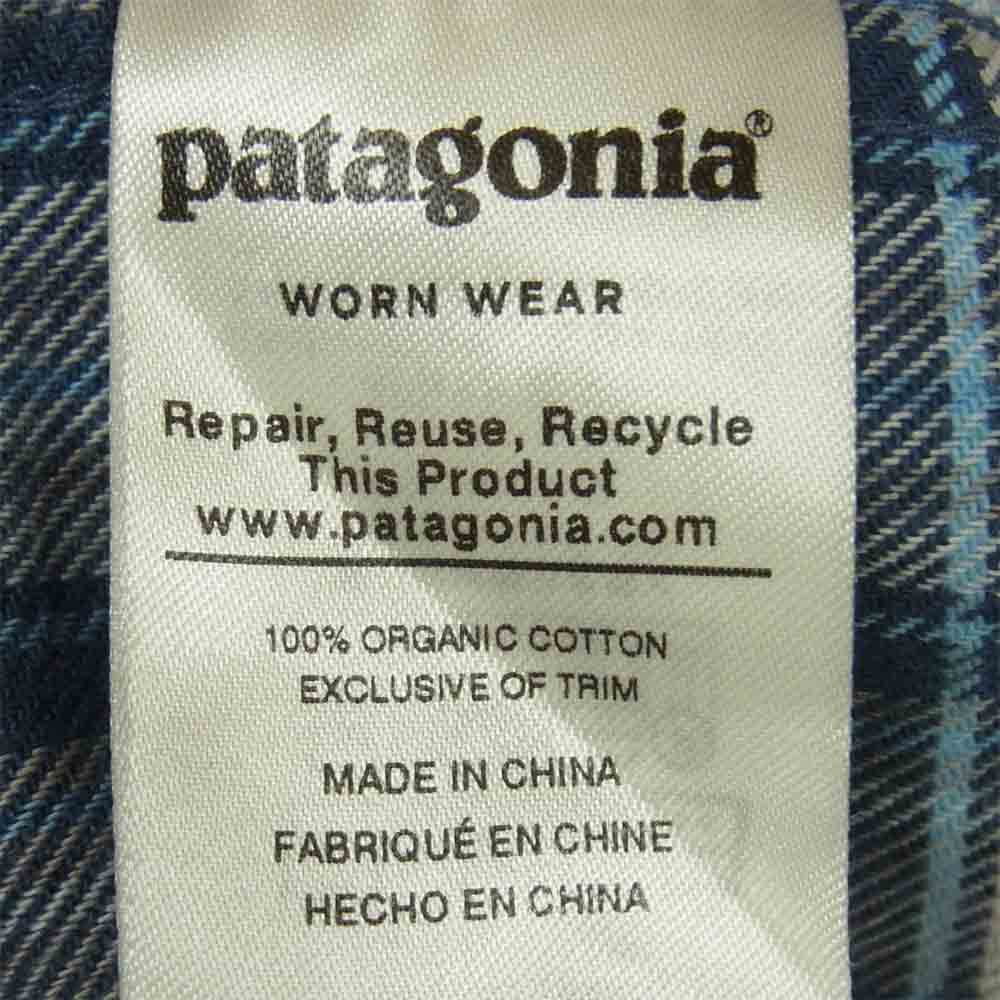 patagonia®
WORN WEAR
Repair, Reuse, Recycle
This Product
www.patagonia.com
100% ORGANIC COTTON
EXCLUSIVE OF TRIM
MADE IN CHINA
FABRIQUÉ EN CHINE
HECHO EN CHINA